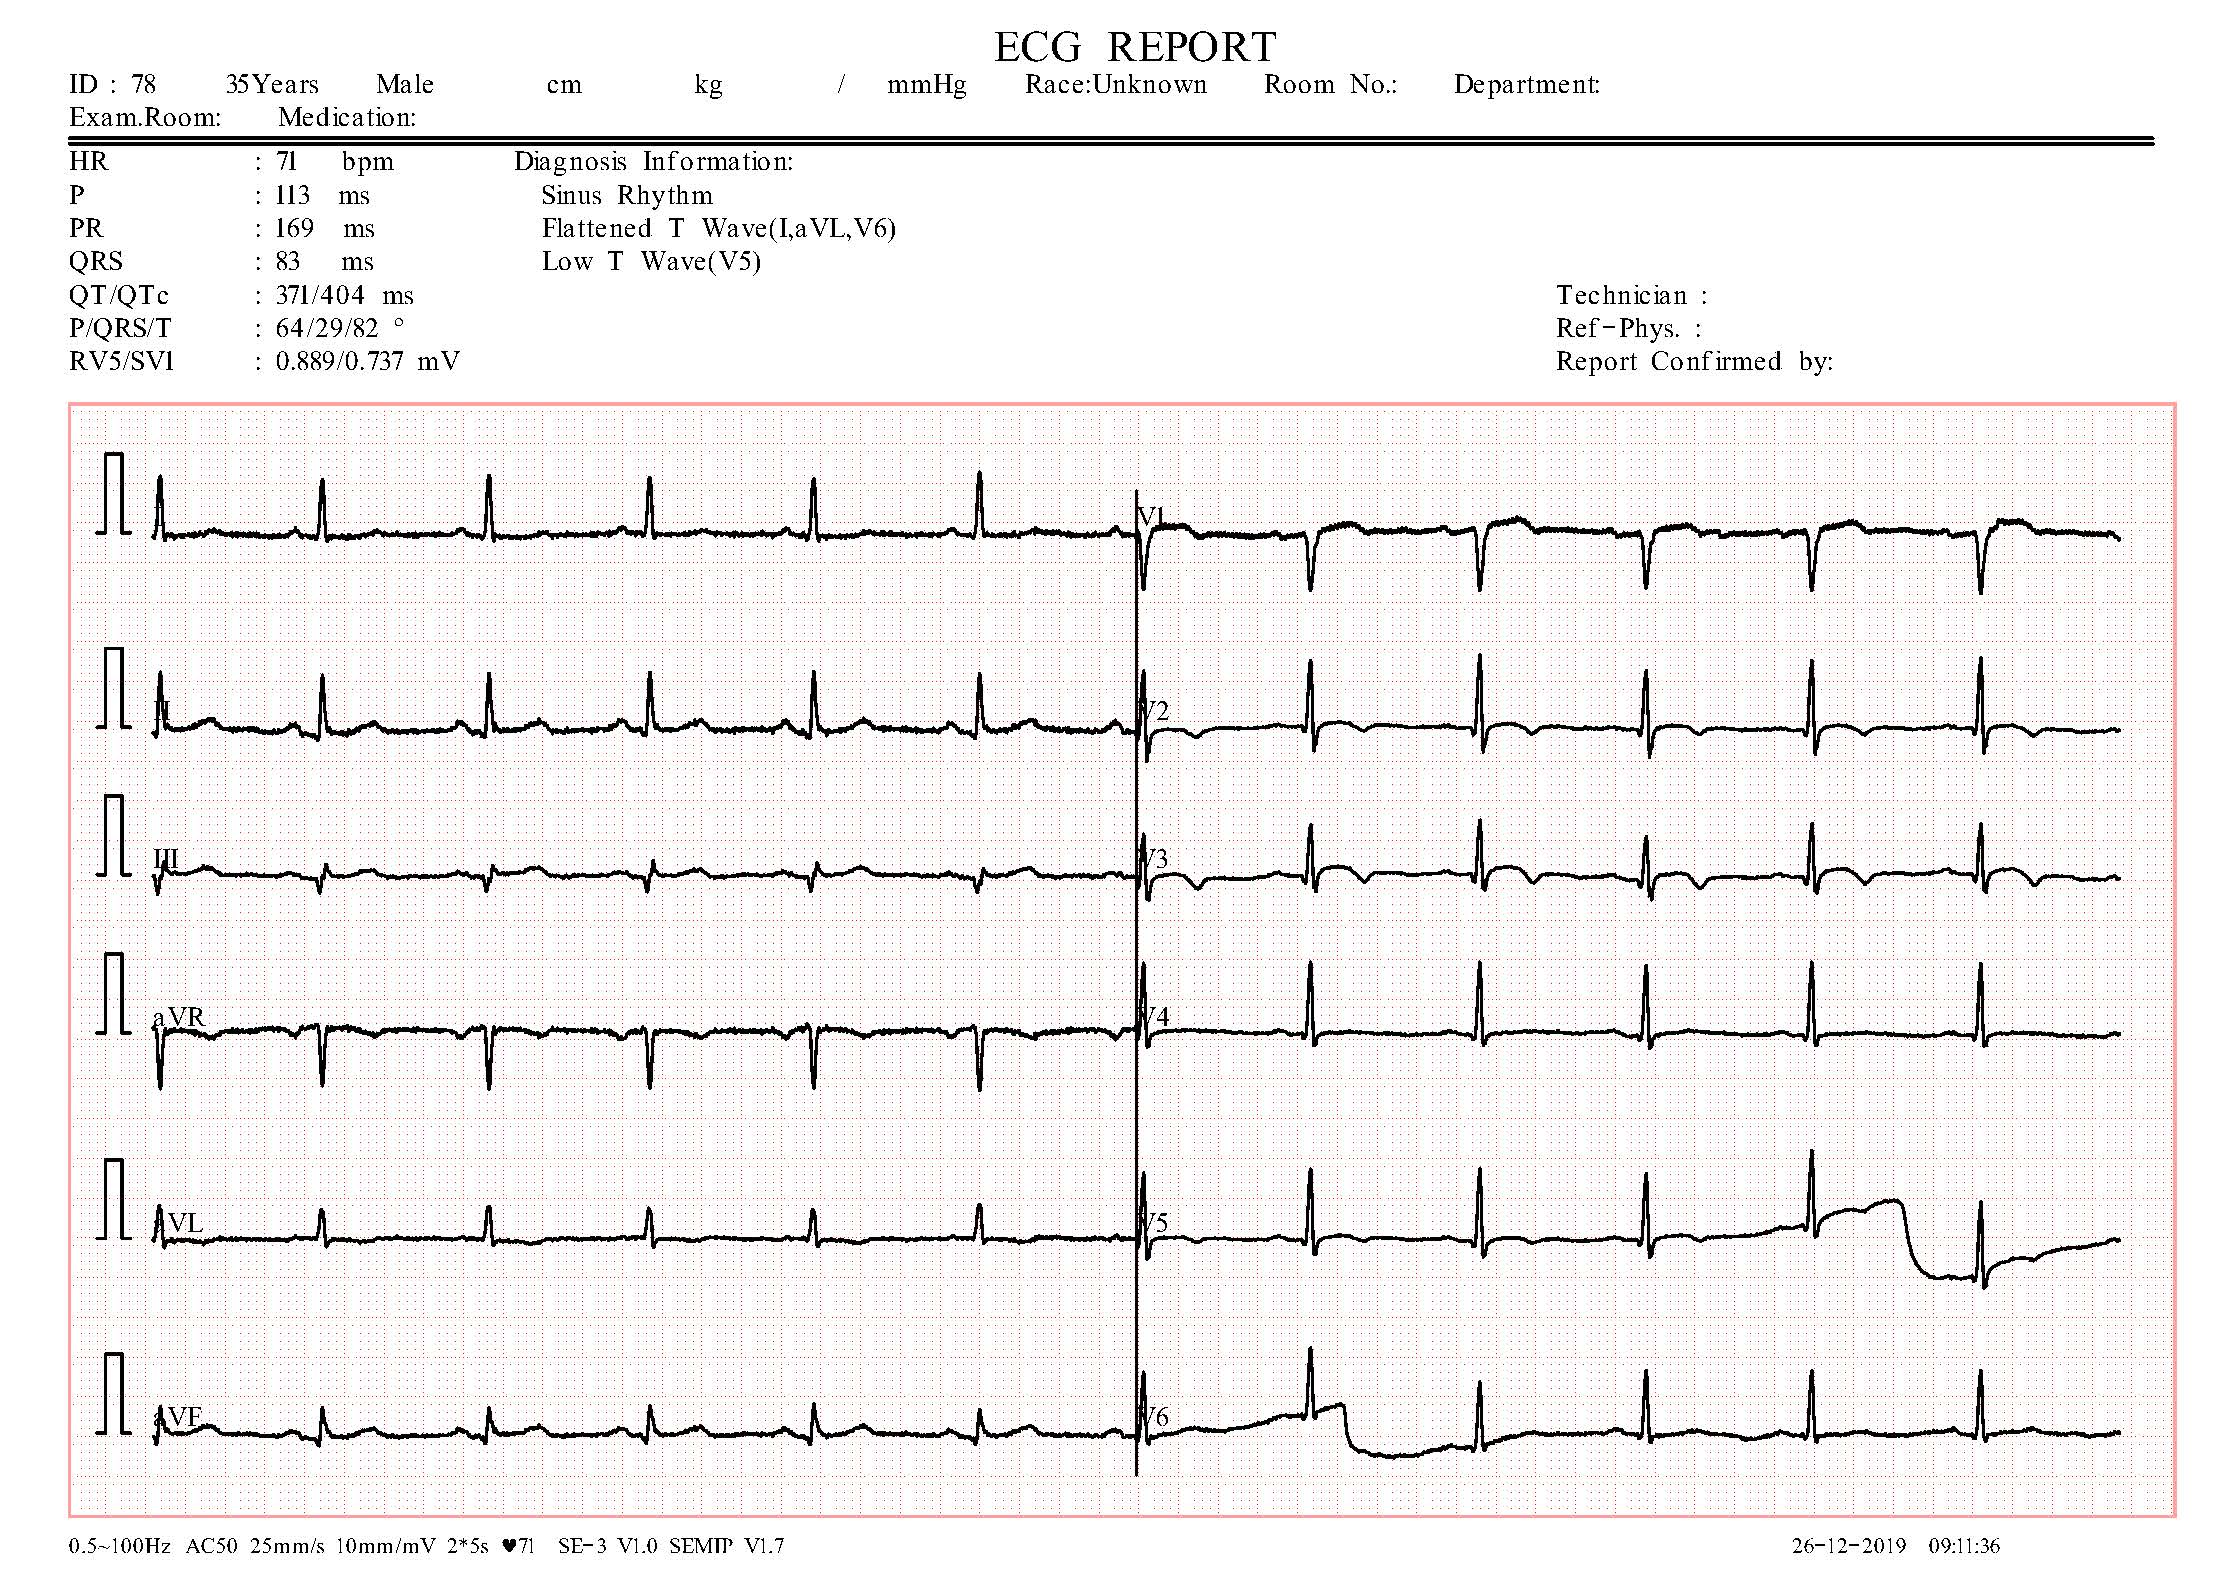 ECG REPORT
ID : 78 35Years Male cm kg / mmHg Race:Unknown Room No.: Department:
Exam.Room: Medication:
HR : 71 bpm Diagnosis Information:
P : 113 ms Sinus Rhythm
PR : 169 ms Flattened T Wave(I,aVL,V6)
QRS : 83 ms Low T Wave(V5)
QT/QTc : 371/404 ms Technician :
P/QRS/T : 64/29/82 ° Ref-Phys. :
RV5/SV1 : 0.889/0.737 mV Report Confirmed by:
I V1
II V2
III V3
aVR V4
aVL V5
aVF V6
0.5~100Hz AC50 25mm/s 10mm/mV 2*5s ♥71 SE-3 V1.0 SEMIP V1.7 26-12-2019 09:11:36